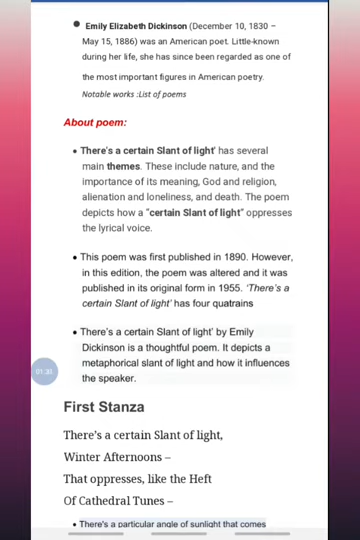 Emily Elizabeth Dickinson (December 10, 1830 –
May 15, 1886) was an American poet. Little-known
during her life, she has since been regarded as one of
the most important figures in American poetry.
Notable works :List of poems
About poem:
• There's a certain Slant of light' has several
main themes. These include nature, and the
importance of its meaning, God and religion,
alienation and loneliness, and death. The poem
depicts how a “certain Slant of light” oppresses
the lyrical voice.
• This poem was first published in 1890. However,
in this edition, the poem was altered and it was
published in its original form in 1955. ‘There’s a
certain Slant of light’ has four quatrains
• There’s a certain Slant of light’ by Emily
Dickinson is a thoughtful poem. It depicts a
metaphorical slant of light and how it influences
the speaker.
01:30
First Stanza
There’s a certain Slant of light,
Winter Afternoons –
That oppresses, like the Heft
Of Cathedral Tunes –
• There's a particular angle of sunlight that comes